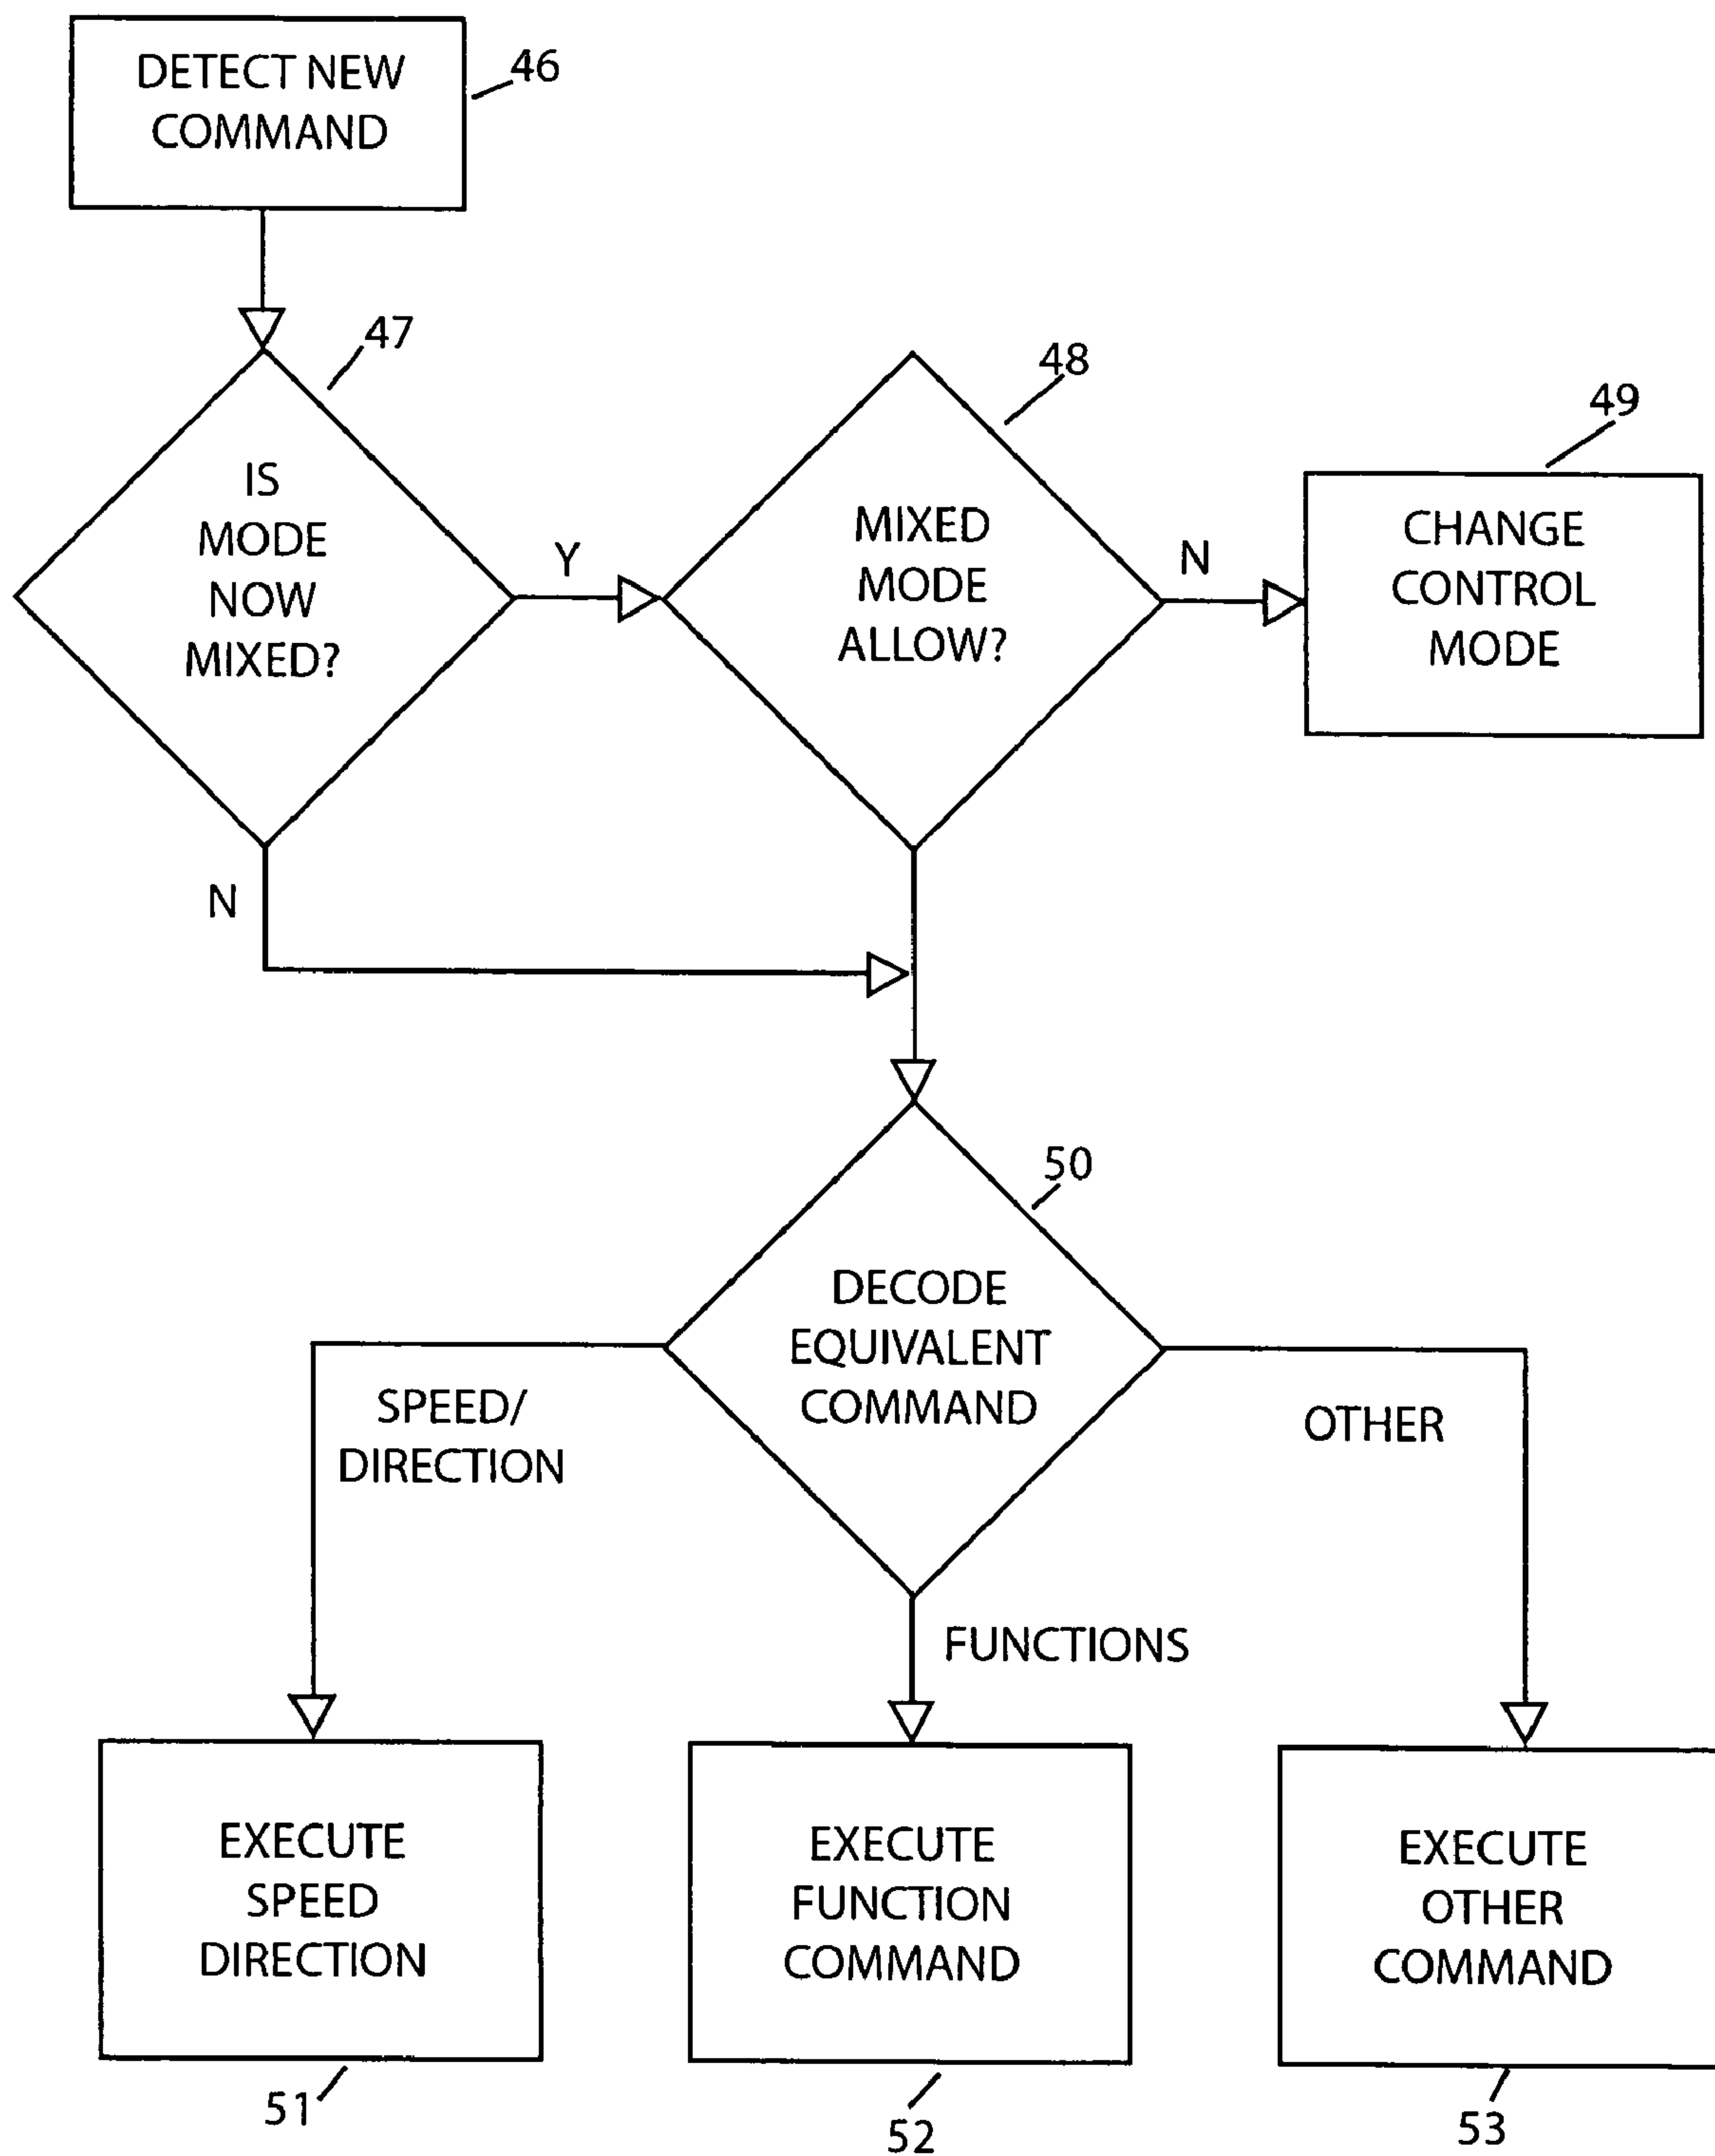 DETECT NEW
COMMAND
46
47
IS
MODE
NOW
MIXED?
Y
48
MIXED
MODE
ALLOW?
N
49
CHANGE
CONTROL
MODE
N
50
DECODE
EQUIVALENT
COMMAND
SPEED/
DIRECTION
OTHER
FUNCTIONS
EXECUTE
SPEED
DIRECTION
51
EXECUTE
FUNCTION
COMMAND
52
EXECUTE
OTHER
COMMAND
53